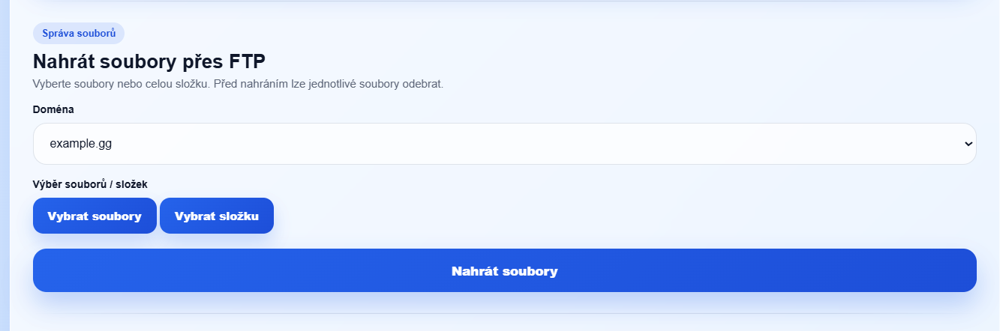 Správa souborů
Nahrát soubory přes FTP
Vyberte soubory nebo celou složku. Před nahráním lze jednotlivé soubory odebrat.
Doména
example.gg
Výběr souborů / složek
Vybrat soubory Vybrat složku
Nahrát soubory